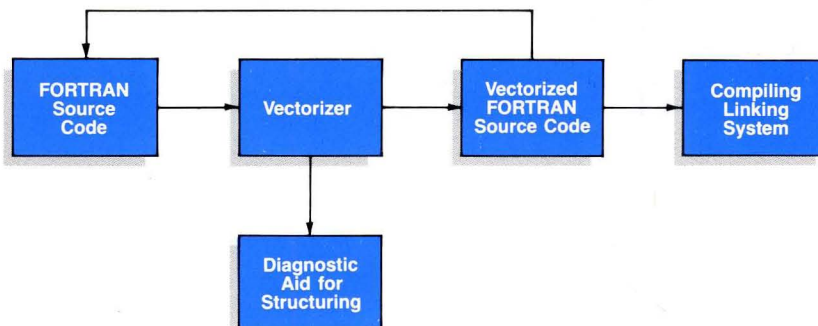 FORTRAN
Source
Code
Vectorizer
Vectorized
FORTRAN
Source Code
Compiling
Linking
System
Diagnostic
Aid for
Structuring